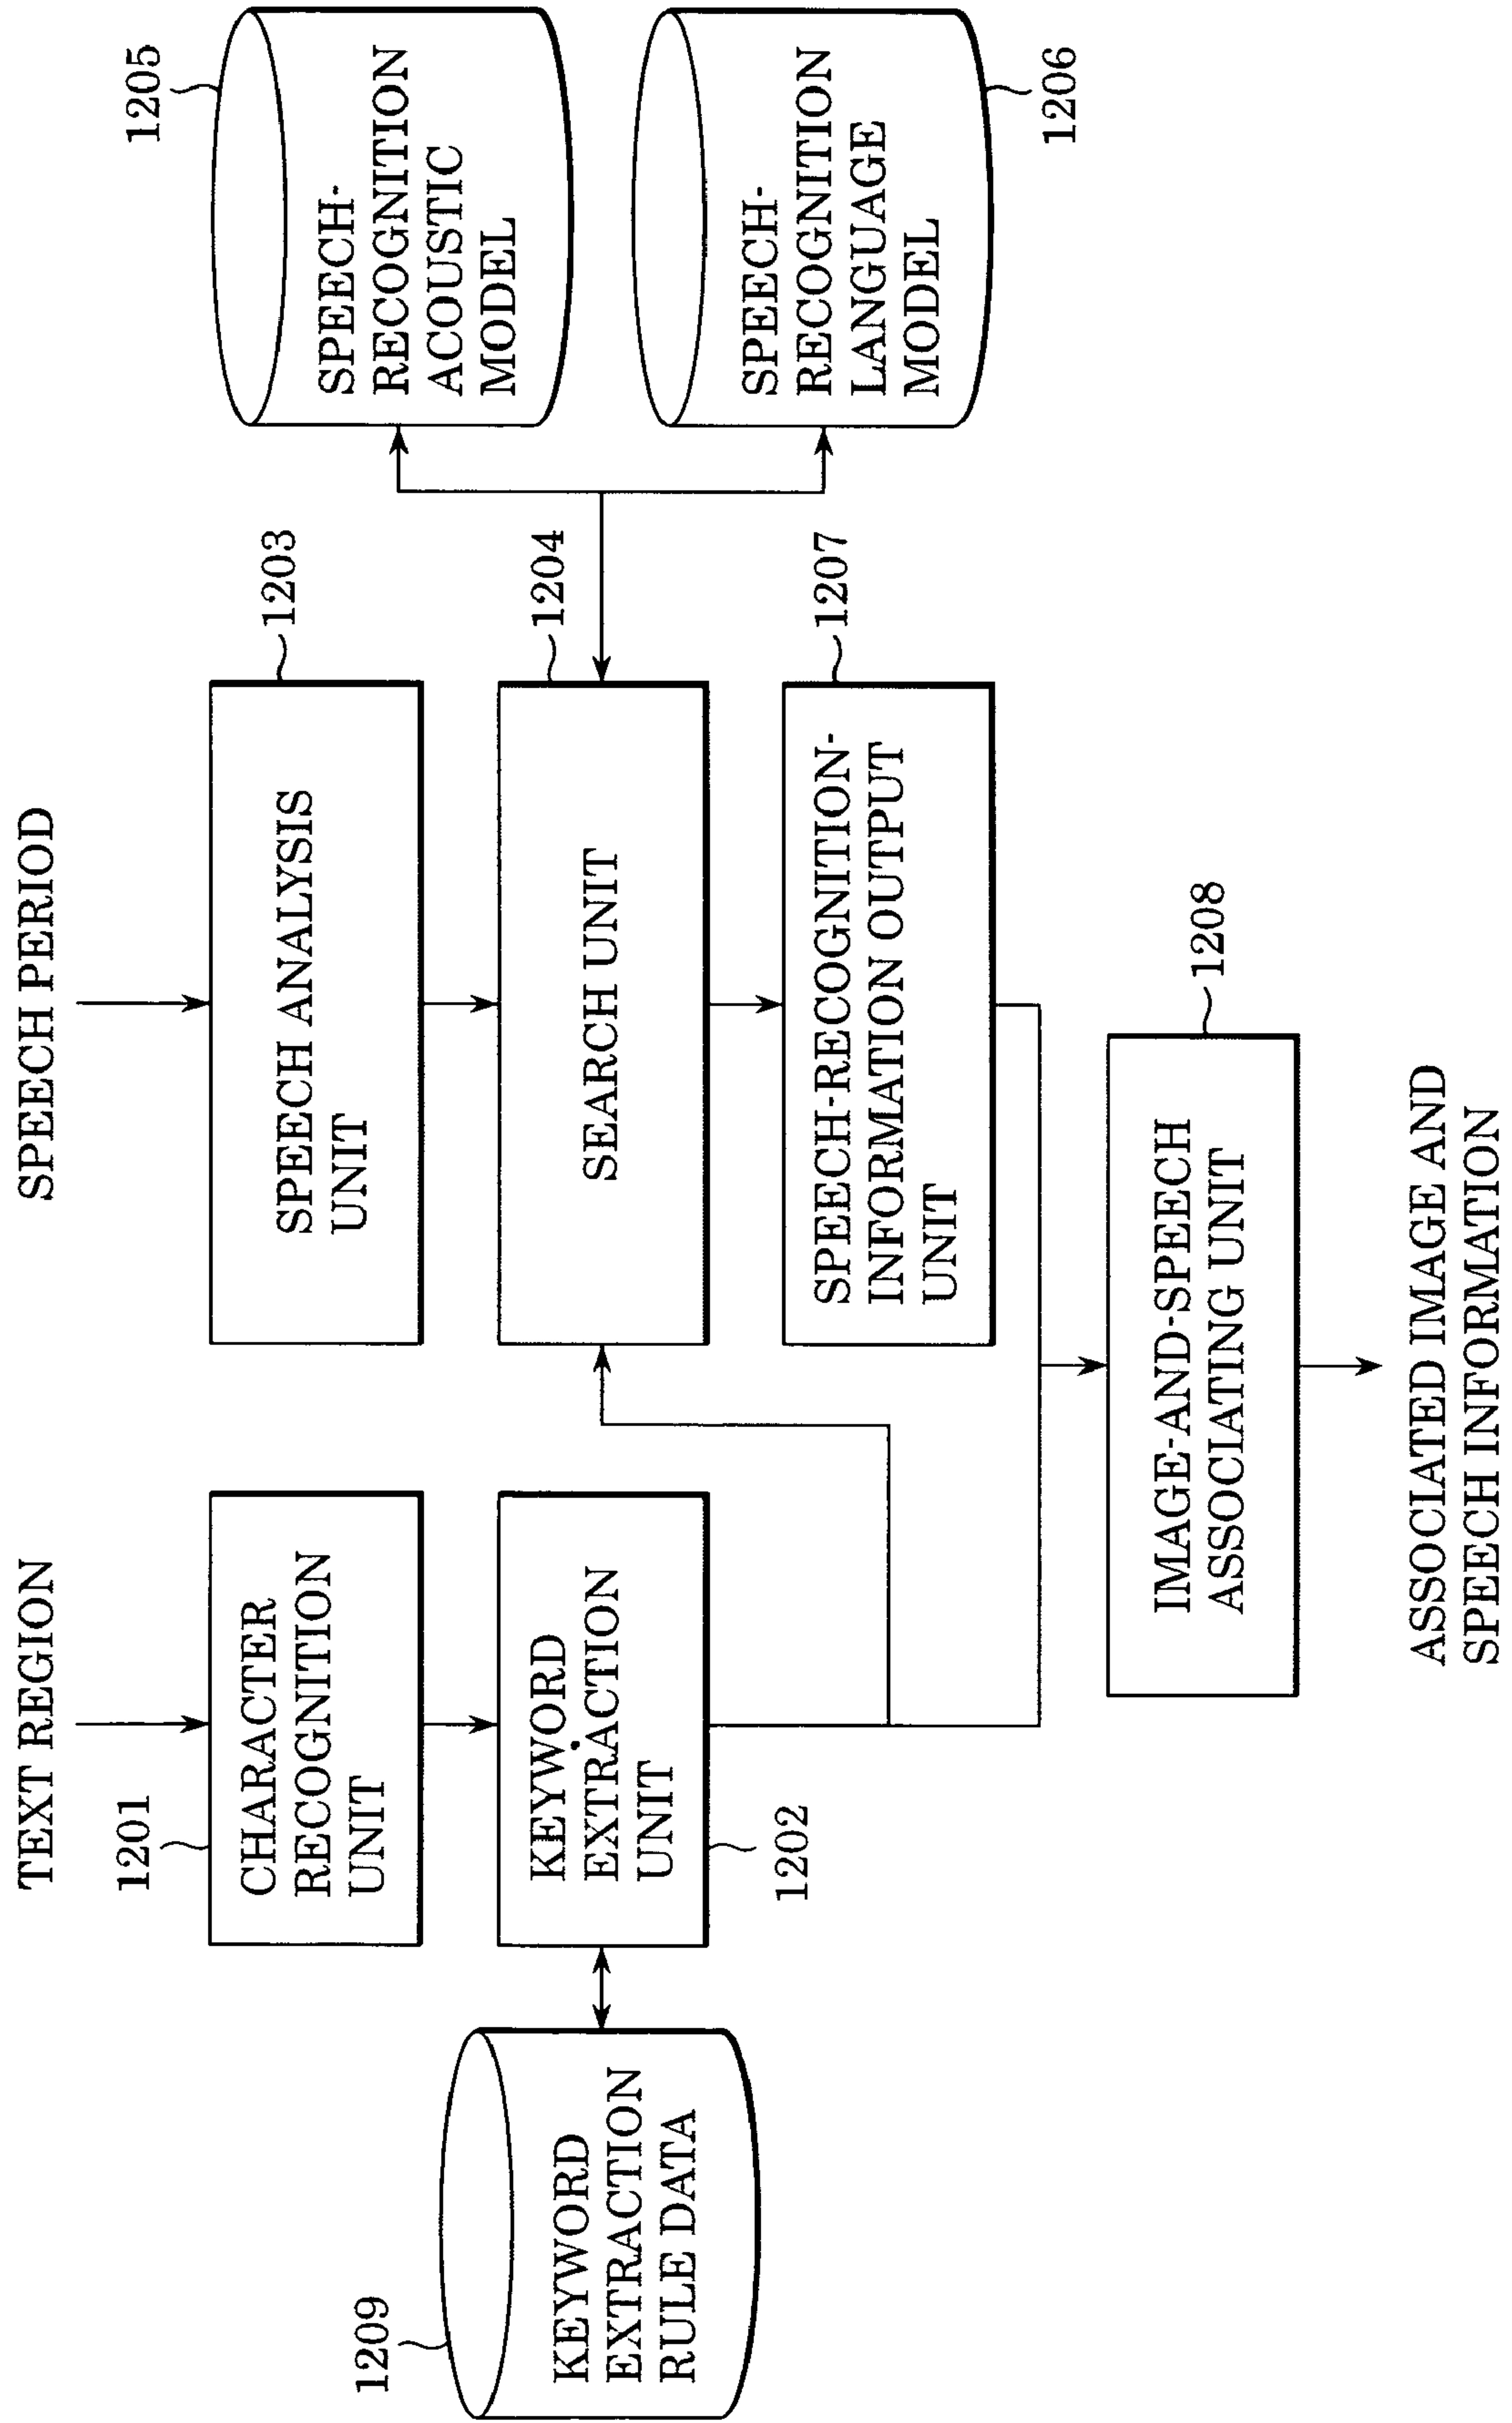 TEXT REGION
SPEECH PERIOD
1201
CHARACTER
RECOGNITION
UNIT
1203
SPEECH ANALYSIS
UNIT
1205
SPEECH-
RECOGNITION
ACOUSTIC
MODEL
1209
KEYWORD
EXTRACTION
RULE DATA
KEYWORD
EXTRACTION
UNIT
1202
1204
SEARCH UNIT
SPEECH-
RECOGNITION
LANGUAGE
MODEL
1206
1207
SPEECH-RECOGNITION-
INFORMATION OUTPUT
UNIT
1208
IMAGE-AND-SPEECH
ASSOCIATING UNIT
ASSOCIATED IMAGE AND
SPEECH INFORMATION